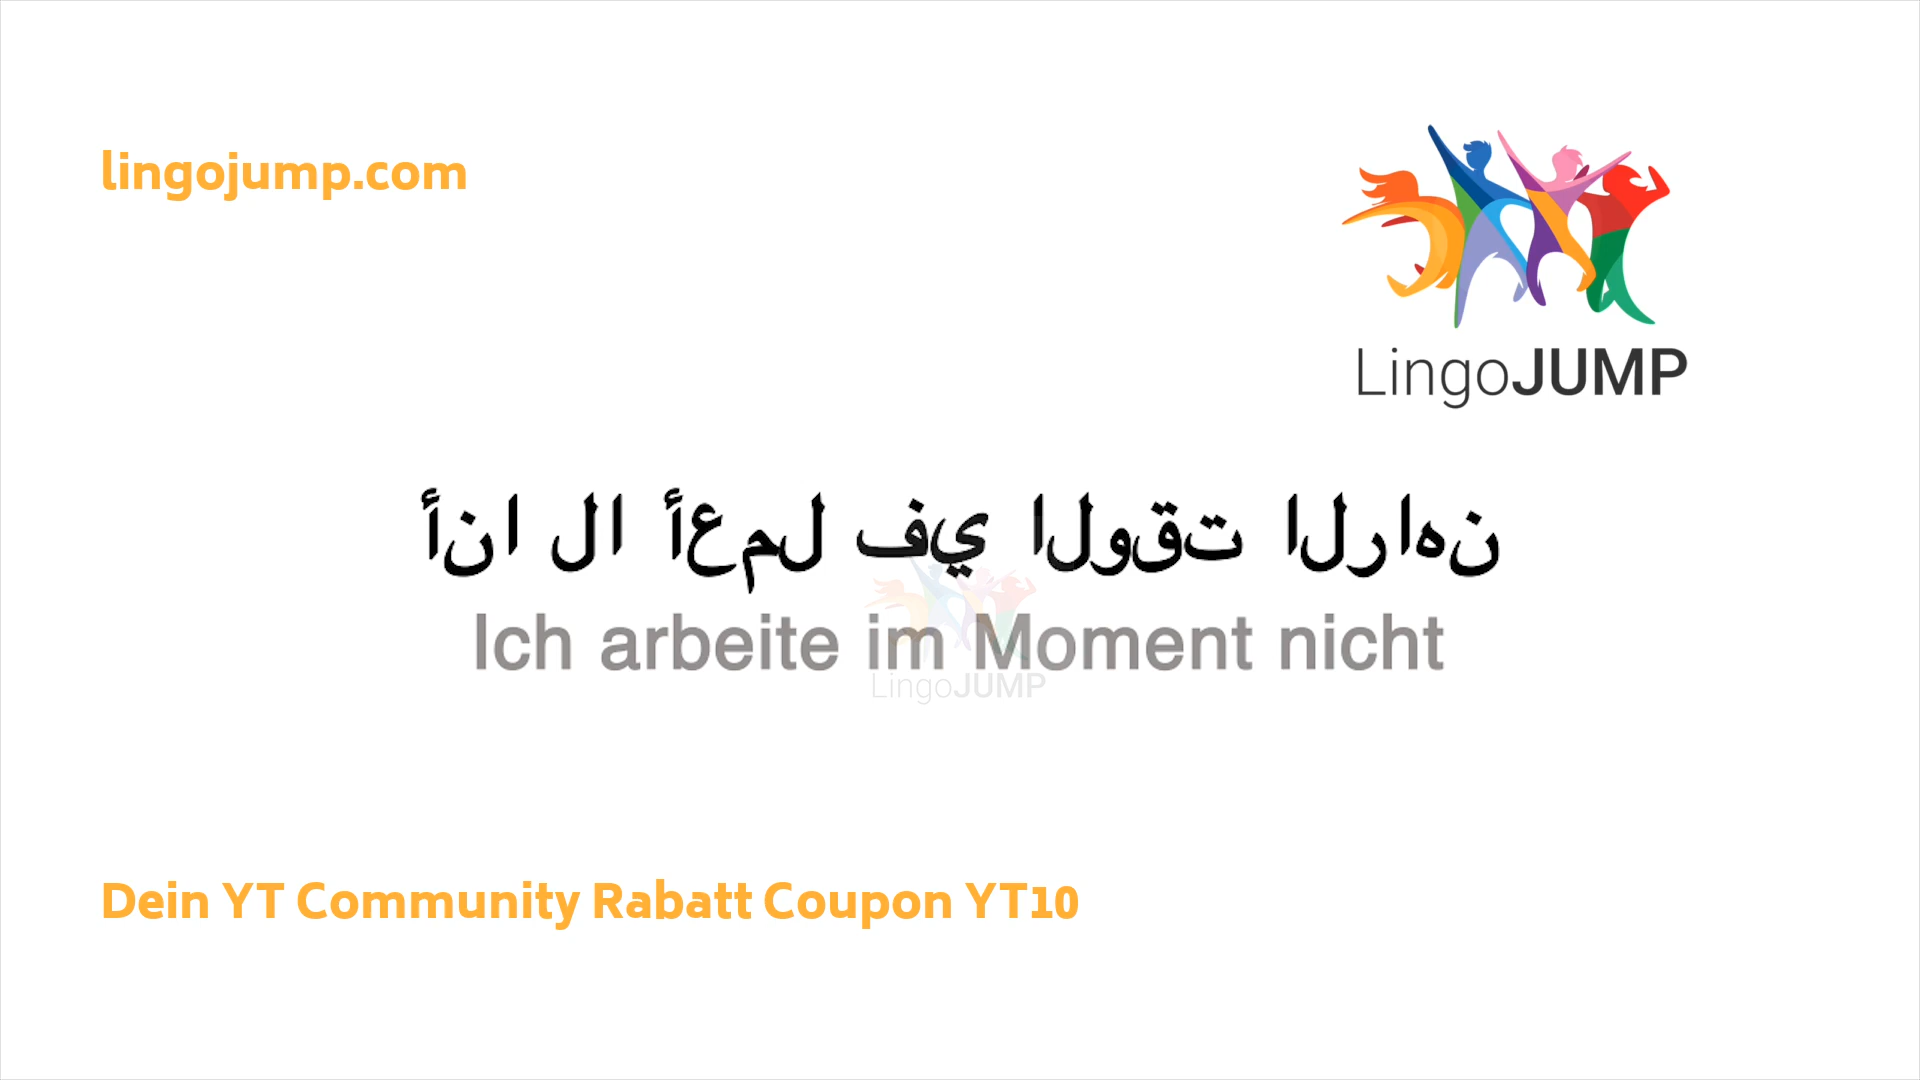 lingojump.com
LingoJUMP
أنا لا أعمل في الوقت الراهن
Ich arbeite im Moment nicht
LingoJUMP
Dein YT Community Rabatt Coupon YT10